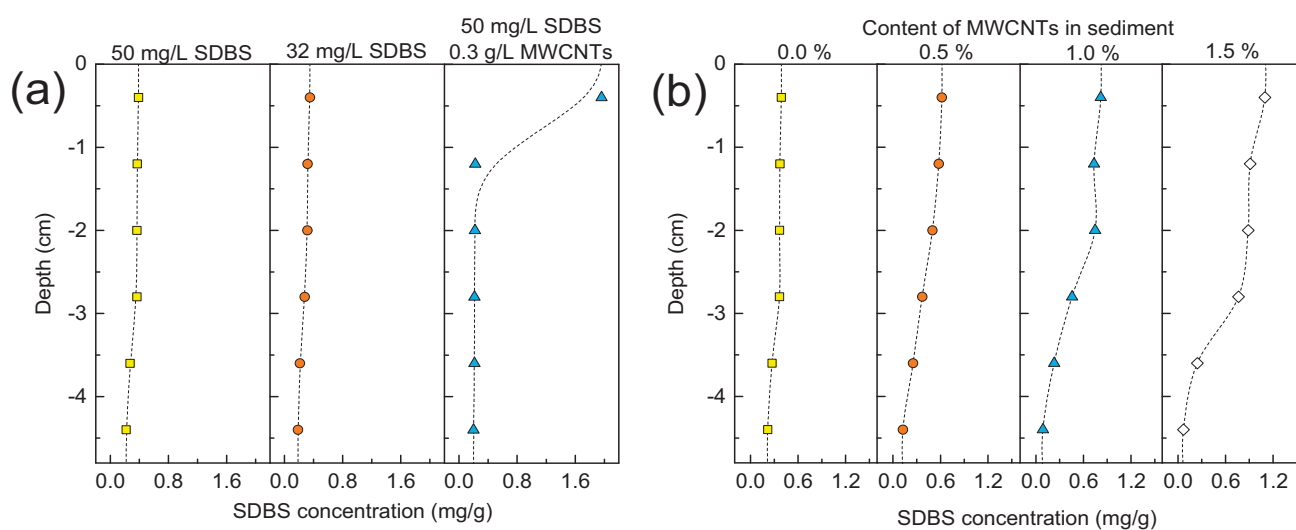 (a)
50 mg/L SDBS
32 mg/L SDBS
50 mg/L SDBS
0.3 g/L MWCNTs
0
-1
-2
-3
-4
Depth (cm)
0.0 0.8 1.6
0.0 0.8 1.6
0.0 0.8 1.6
SDBS concentration (mg/g)
(b)
Content of MWCNTs in sediment
0.0 %
0.5 %
1.0 %
1.5 %
0
-1
-2
-3
-4
Depth (cm)
0.0 0.6 1.2
0.0 0.6 1.2
0.0 0.6 1.2
0.0 0.6 1.2
SDBS concentration (mg/g)